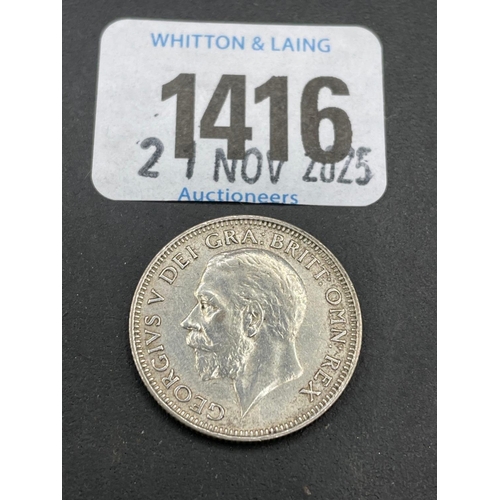 WHITTON & LAING
1416
21 NOV 2025
Auctioneers
GEORGIVS V DEI GRA: BRITT: OMN: REX